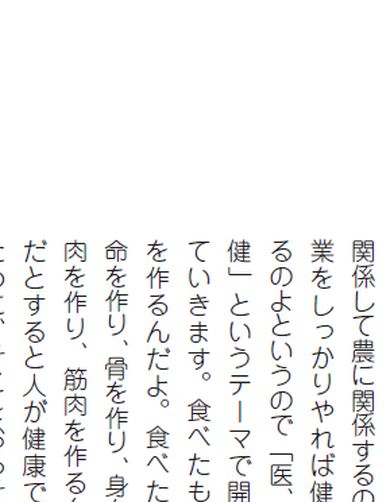 関係して農に関係するの
業をしっかりやれば健
るのよというので「医、
健」というテーマで開
ていきます。食べたも
を作るんだよ。食べた
命を作り、骨を作り、身
肉を作り、筋肉を作る
だとすると人が健康で